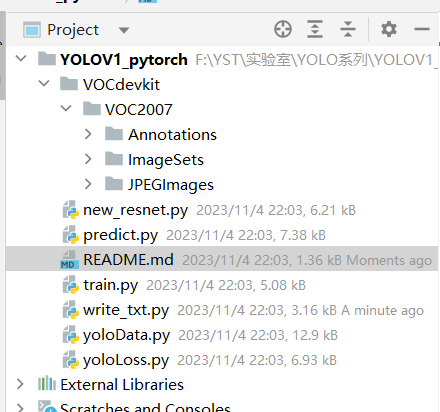 Project
YOLOV1_pytorch F:\YST\实验室\YOLO系列\YOLOV1_
VOCdevkit
VOC2007
Annotations
ImageSets
JPEGImages
new_resnet.py 2023/11/4 22:03, 6.21 kB
predict.py 2023/11/4 22:03, 7.38 kB
MD README.md 2023/11/4 22:03, 1.36 kB Moments ago
train.py 2023/11/4 22:03, 5.08 kB
write_txt.py 2023/11/4 22:03, 3.16 kB A minute ago
yoloData.py 2023/11/4 22:03, 12.9 kB
yoloLoss.py 2023/11/4 22:03, 6.93 kB
External Libraries
Scratches and Consoles